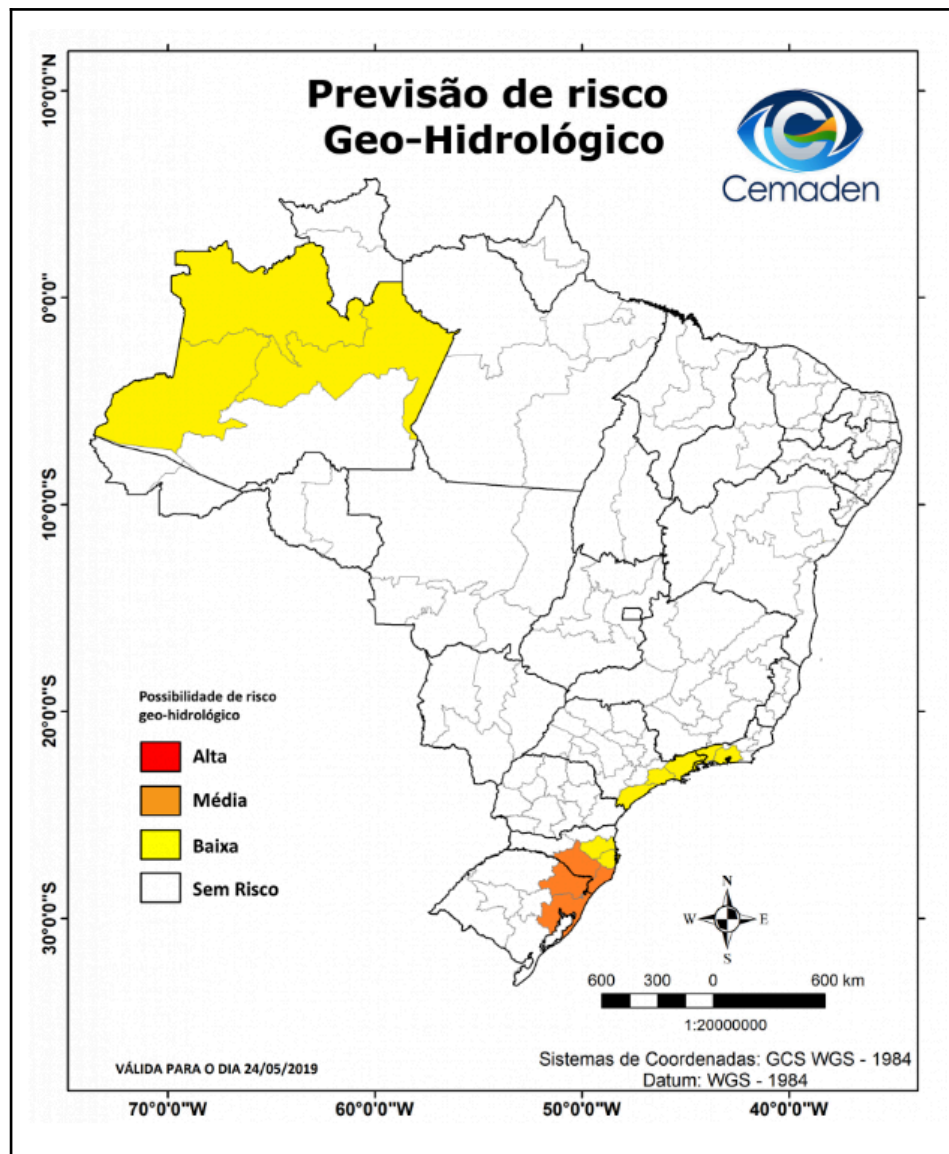 Previsão de risco
Geo-Hidrológico
Cemaden
10°0'0"N
0°0'0"
10°0'0"S
20°0'0"S
30°0'0"S
Possibilidade de risco
geo-hidrológico
Alta
Média
Baixa
Sem Risco
N
W
E
S
600 300 0 600 km
1:20000000
VÁLIDA PARA O DIA 24/05/2019
Sistemas de Coordenadas: GCS WGS - 1984
Datum: WGS - 1984
70°0'0"W 60°0'0"W 50°0'0"W 40°0'0"W